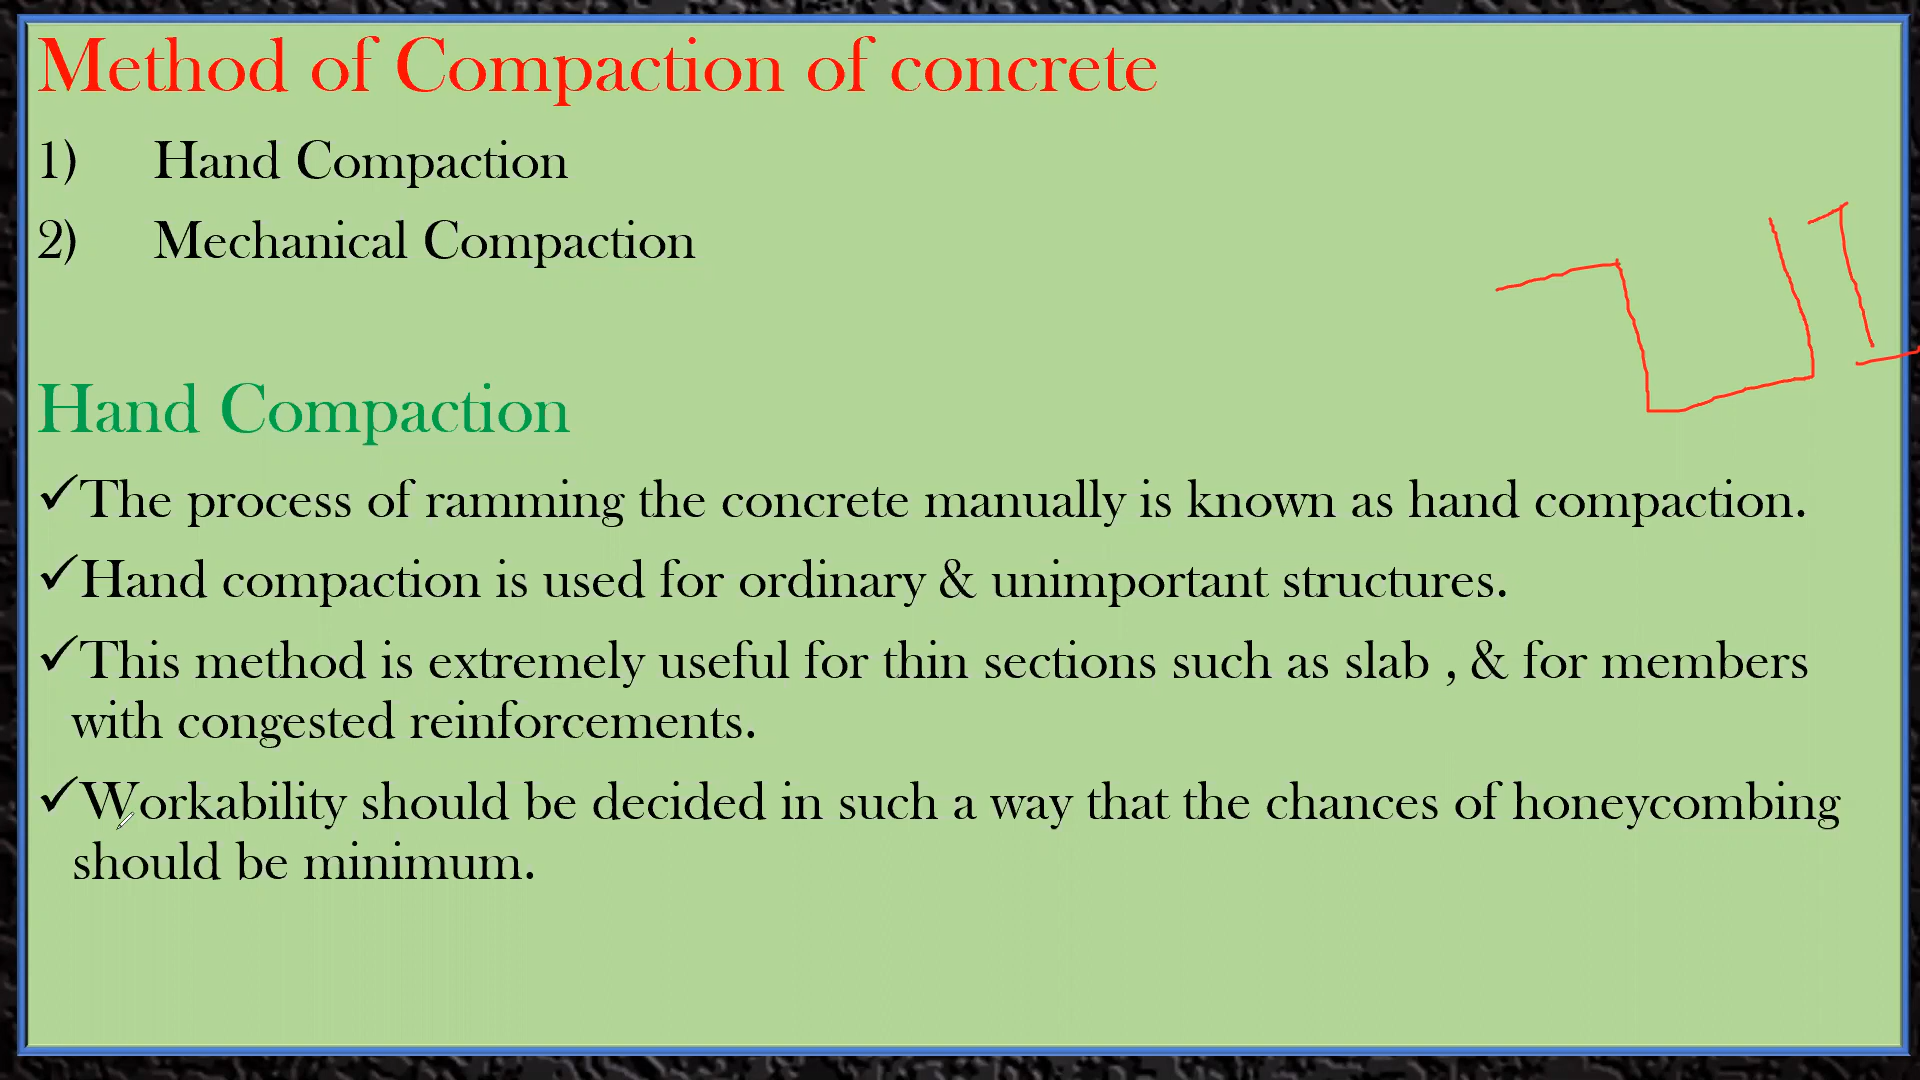 Method of Compaction of concrete
1) Hand Compaction
2) Mechanical Compaction
Hand Compaction
✓The process of ramming the concrete manually is known as hand compaction.
✓Hand compaction is used for ordinary & unimportant structures.
✓This method is extremely useful for thin sections such as slab , & for members
with congested reinforcements.
✓Workability should be decided in such a way that the chances of honeycombing
should be minimum.